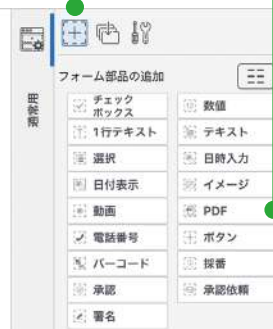 通常用
フォーム部品の追加
チェック
ボックス
数値
1行テキスト
テキスト
選択
日時入力
日付表示
イメージ
動画
PDF
電話番号
ボタン
バーコード
採番
承認
承認依頼
署名